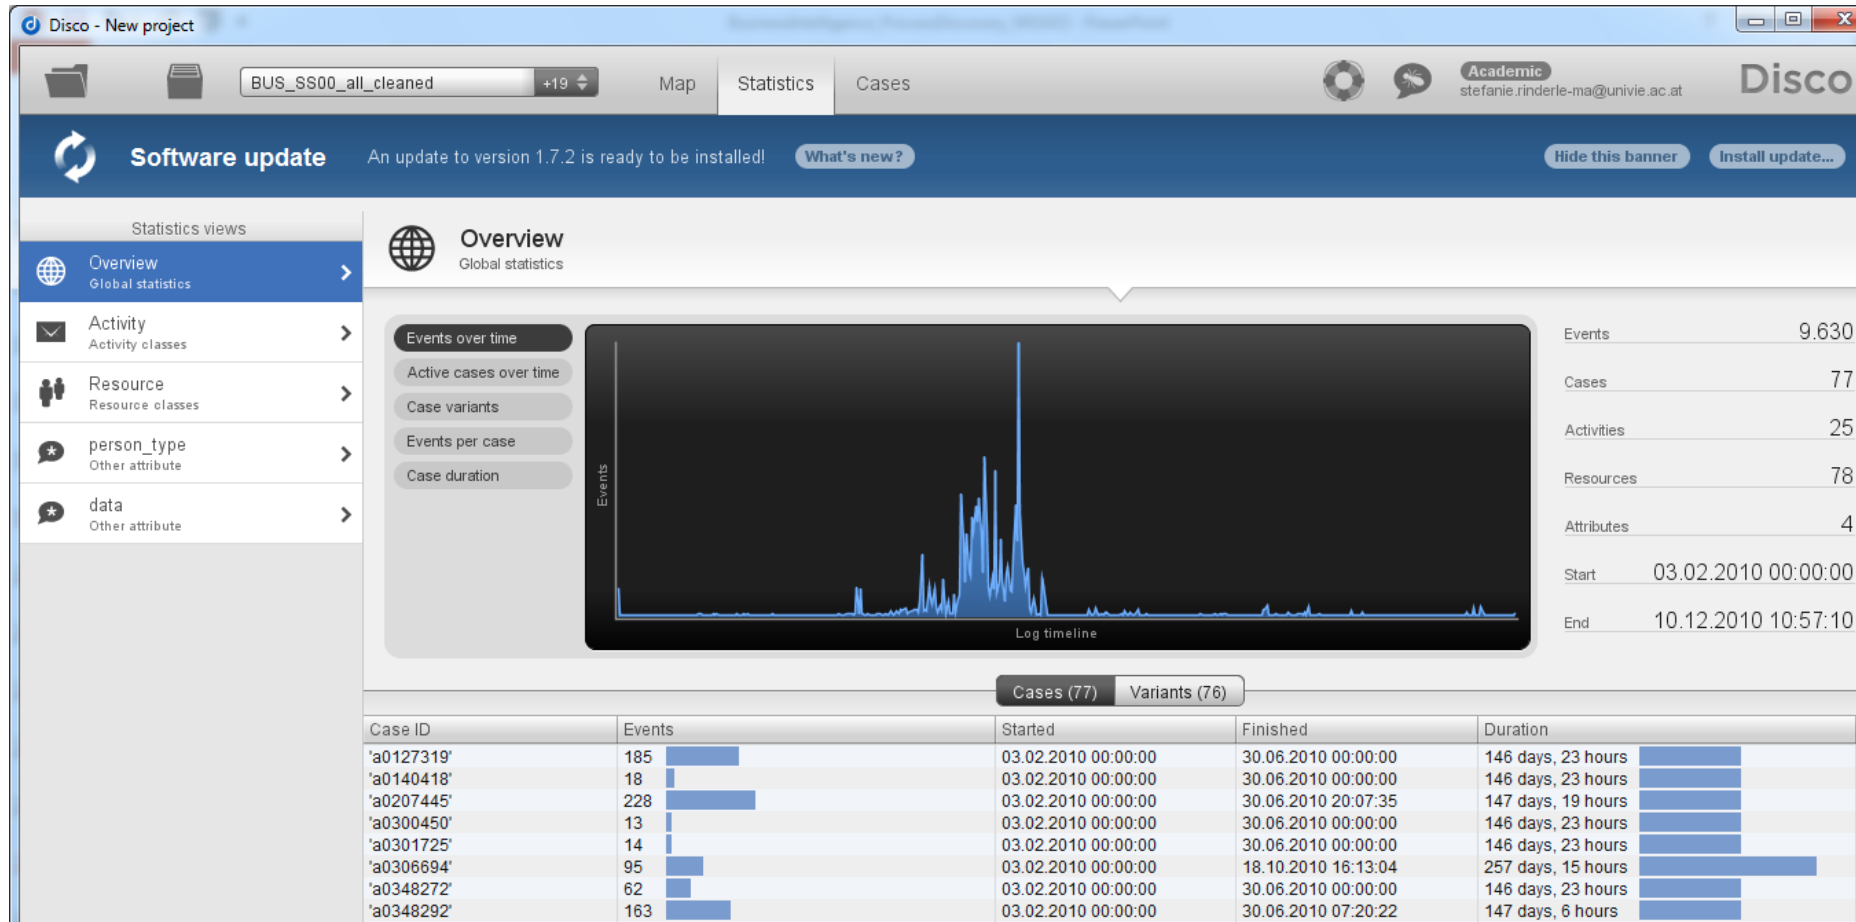 Disco - New project
BUS_SS00_all_cleaned +19 Map Statistics Cases Academic Disco
stefanie.rinderle-ma@univie.ac.at
Software update An update to version 1.7.2 is ready to be installed! What's new? Hide this banner Install update...
Statistics views
Overview
Global statistics
Activity
Activity classes
Resource
Resource classes
person_type
Other attribute
data
Other attribute
Overview
Global statistics
Events over time
Active cases over time
Case variants
Events per case
Case duration
Events
Log timeline
Events 9.630
Cases 77
Activities 25
Resources 78
Attributes 4
Start 03.02.2010 00:00:00
End 10.12.2010 10:57:10
Cases (77) Variants (76)
Case ID Events Started Finished Duration
'a0127319' 185 03.02.2010 00:00:00 30.06.2010 00:00:00 146 days, 23 hours
'a0140418' 18 03.02.2010 00:00:00 30.06.2010 00:00:00 146 days, 23 hours
'a0207445' 228 03.02.2010 00:00:00 30.06.2010 20:07:35 147 days, 19 hours
'a0300450' 13 03.02.2010 00:00:00 30.06.2010 00:00:00 146 days, 23 hours
'a0301725' 14 03.02.2010 00:00:00 30.06.2010 00:00:00 146 days, 23 hours
'a0306694' 95 03.02.2010 00:00:00 18.10.2010 16:13:04 257 days, 15 hours
'a0348272' 62 03.02.2010 00:00:00 30.06.2010 00:00:00 146 days, 23 hours
'a0348292' 163 03.02.2010 00:00:00 30.06.2010 07:20:22 147 days, 6 hours